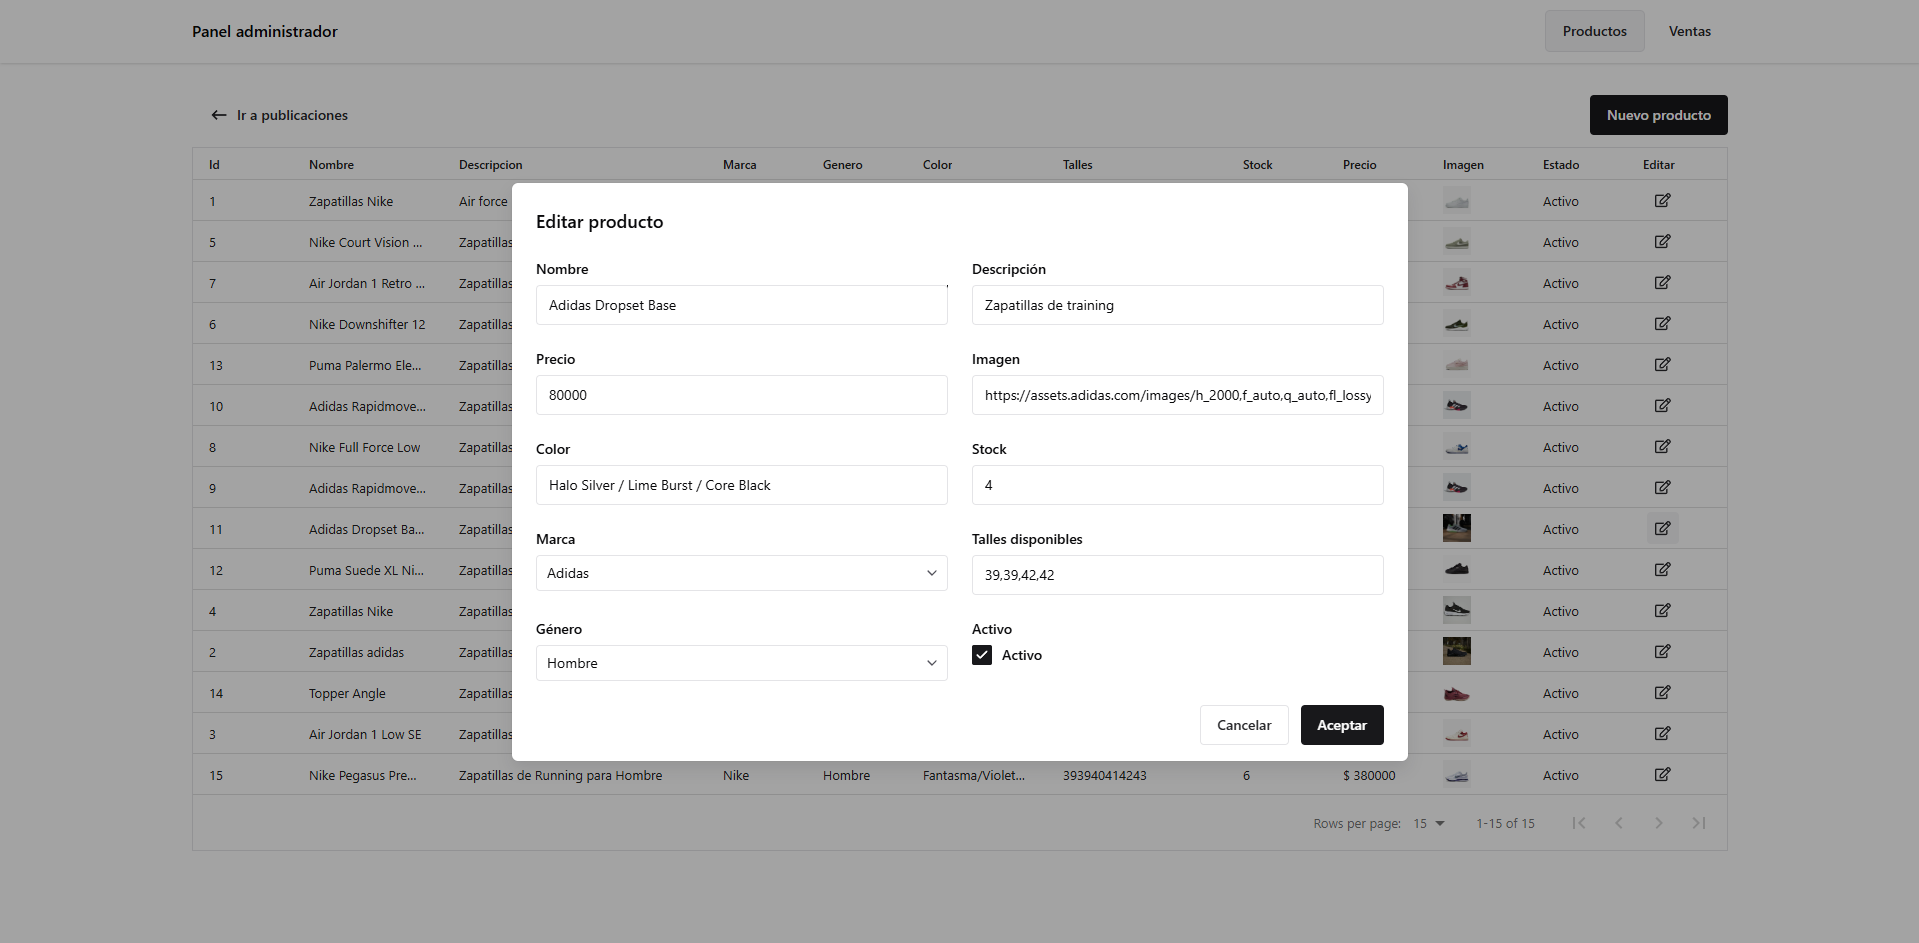 Panel administrador
Productos
Ventas
Ir a publicaciones
Nuevo producto
Id Nombre Descripcion Marca Genero Color Talles Stock Precio Imagen Estado Editar
1 Zapatillas Nike Air force Activo
5 Nike Court Vision ... Zapatillas Activo
7 Air Jordan 1 Retro ... Zapatillas Activo
6 Nike Downshifter 12 Zapatillas Activo
13 Puma Palermo Ele... Zapatillas Activo
10 Adidas Rapidmove... Zapatillas Activo
8 Nike Full Force Low Zapatillas Activo
9 Adidas Rapidmove... Zapatillas Activo
11 Adidas Dropset Ba... Zapatillas Activo
12 Puma Suede XL Ni... Zapatillas Activo
4 Zapatillas Nike Zapatillas Activo
2 Zapatillas adidas Zapatillas Activo
14 Topper Angle Zapatillas Activo
3 Air Jordan 1 Low SE Zapatillas Activo
15 Nike Pegasus Pre... Zapatillas de Running para Hombre Nike Hombre Fantasma/Violet... 393940414243 6 $ 380000 Activo
Rows per page: 15 1-15 of 15
Editar producto
Nombre
Adidas Dropset Base
Descripción
Zapatillas de training
Precio
80000
Imagen
https://assets.adidas.com/images/h_2000,f_auto,q_auto,fl_lossy
Color
Halo Silver / Lime Burst / Core Black
Stock
4
Marca
Adidas
Talles disponibles
39,39,42,42
Género
Hombre
Activo
Activo
Cancelar
Aceptar